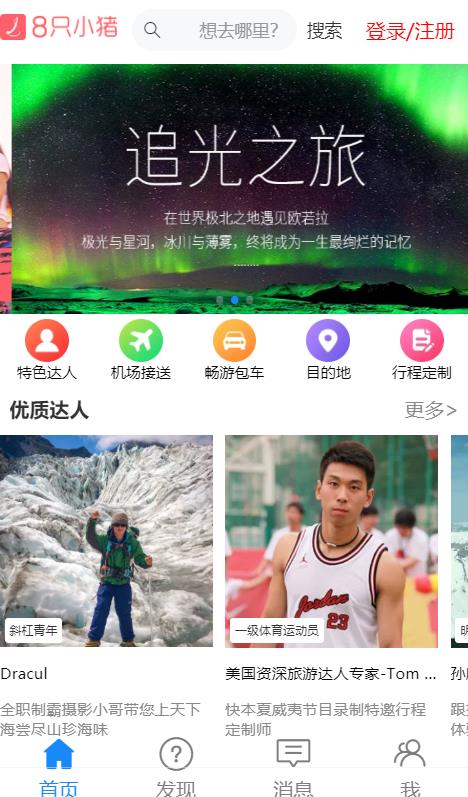 8只小猪
想去哪里?
搜索
登录/注册
追光之旅
在世界极北之地遇见欧若拉
极光与星河，冰川与薄雾，终将成为一生最绚烂的记忆
········
特色达人
机场接送
畅游包车
目的地
行程定制
优质达人
更多>
斜杠青年
一级体育运动员
Jordan
23
Dracul
美国资深旅游达人专家-Tom ...
全职制霸摄影小哥带您上天下
海尝尽山珍海味
快本夏威夷节目录制特邀行程
定制师
跟
体
首页
发现
消息
我